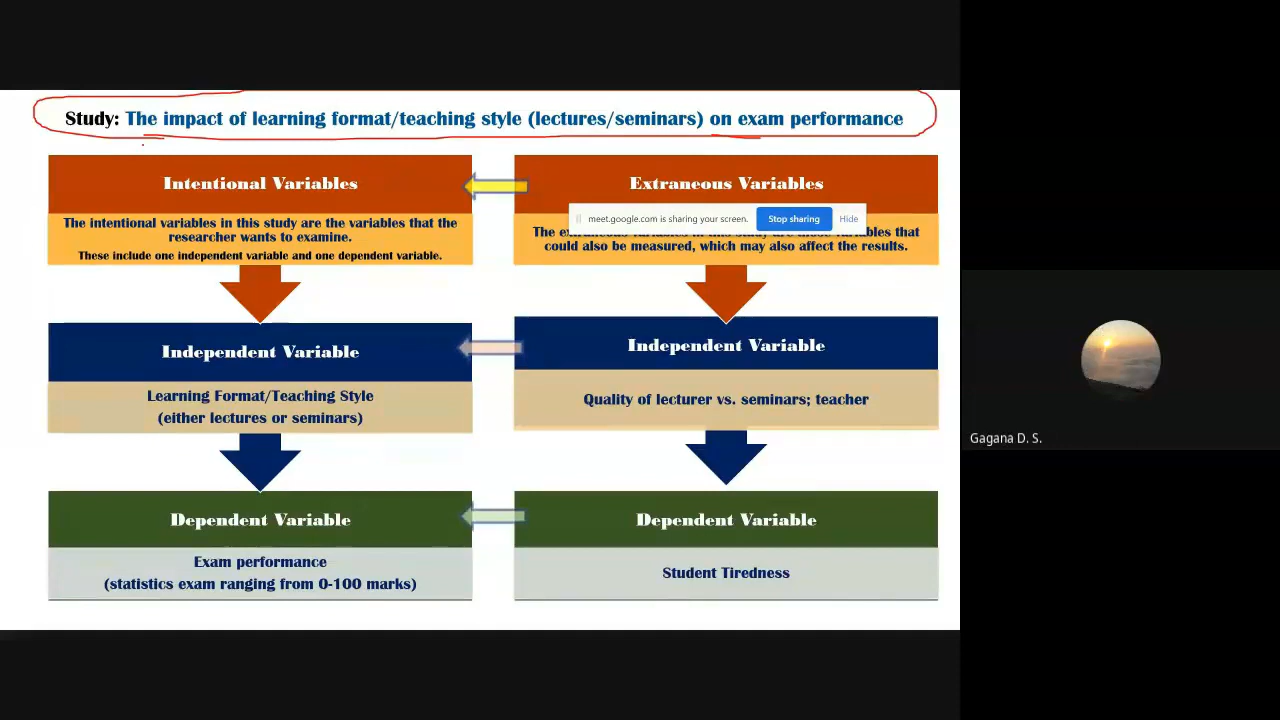 Study: The impact of learning format/teaching style (lectures/seminars) on exam performance
Intentional Variables
The intentional variables in this study are the variables that the
researcher wants to examine.
These include one independent variable and one dependent variable.
Independent Variable
Learning Format/Teaching Style
(either lectures or seminars)
Dependent Variable
Exam performance
(statistics exam ranging from 0-100 marks)
Extraneous Variables
meet.google.com is sharing your screen.
Stop sharing
Hide
The that
could also be measured, which may also affect the results.
Independent Variable
Quality of lecturer vs. seminars; teacher
Dependent Variable
Student Tiredness
Gagana D. S.